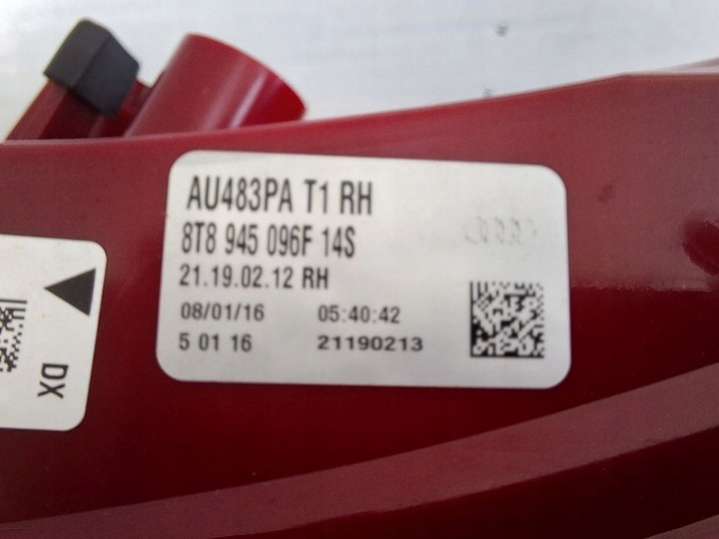 AU483PA T1 RH
8T8 945 096F 14S
21.19.02.12 RH
08/01/16 05:40:42
5 01 16 21190213
DX